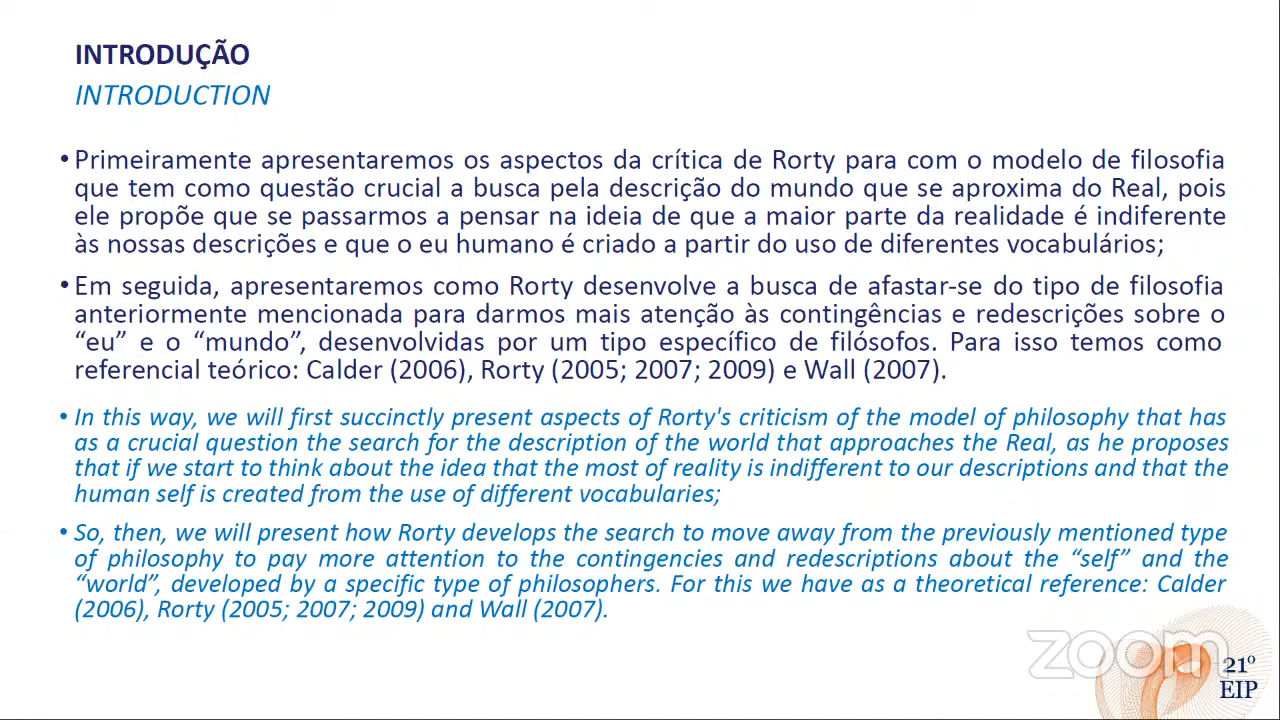 INTRODUÇÃO
INTRODUCTION
• Primeiramente apresentaremos os aspectos da crítica de Rorty para com o modelo de filosofia
que tem como questão crucial a busca pela descrição do mundo que se aproxima do Real, pois
ele propõe que se passarmos a pensar na ideia de que a maior parte da realidade é indiferente
às nossas descrições e que o eu humano é criado a partir do uso de diferentes vocabulários;
• Em seguida, apresentaremos como Rorty desenvolve a busca de afastar-se do tipo de filosofia
anteriormente mencionada para darmos mais atenção às contingências e redescrições sobre o
“eu” e o “mundo”, desenvolvidas por um tipo específico de filósofos. Para isso temos como
referencial teórico: Calder (2006), Rorty (2005; 2007; 2009) e Wall (2007).
• In this way, we will first succinctly present aspects of Rorty's criticism of the model of philosophy that has
as a crucial question the search for the description of the world that approaches the Real, as he proposes
that if we start to think about the idea that the most of reality is indifferent to our descriptions and that the
human self is created from the use of different vocabularies;
• So, then, we will present how Rorty develops the search to move away from the previously mentioned type
of philosophy to pay more attention to the contingencies and redescriptions about the “self” and the
“world”, developed by a specific type of philosophers. For this we have as a theoretical reference: Calder
(2006), Rorty (2005; 2007; 2009) and Wall (2007).
zoom
21º
EIP